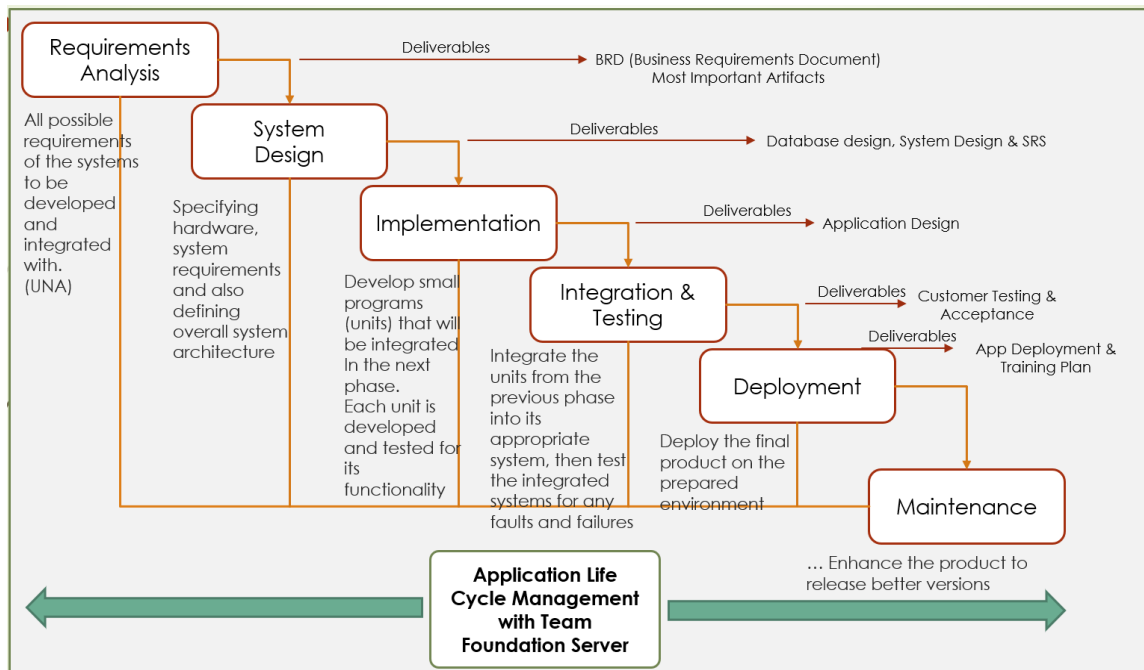 Requirements
Analysis
Deliverables
BRD (Business Requirements Document)
Most Important Artifacts
All possible
requirements
of the systems
to be
developed
and
integrated
with.
(UNA)
System
Design
Deliverables
Database design, System Design & SRS
Specifying
hardware,
system
requirements
and also
defining
overall system
architecture
Implementation
Deliverables
Application Design
Develop small
programs
(units) that will
be integrated
In the next
phase.
Each unit is
developed
and tested for
its
functionality
Integration &
Testing
Deliverables
Customer Testing &
Acceptance
Integrate the
units from the
previous phase
into its
appropriate
system, then test
the integrated
systems for any
faults and failures
Deployment
Deliverables
App Deployment &
Training Plan
Deploy the final
product on the
prepared
environment
Maintenance
... Enhance the product to
release better versions
Application Life
Cycle Management
with Team
Foundation Server